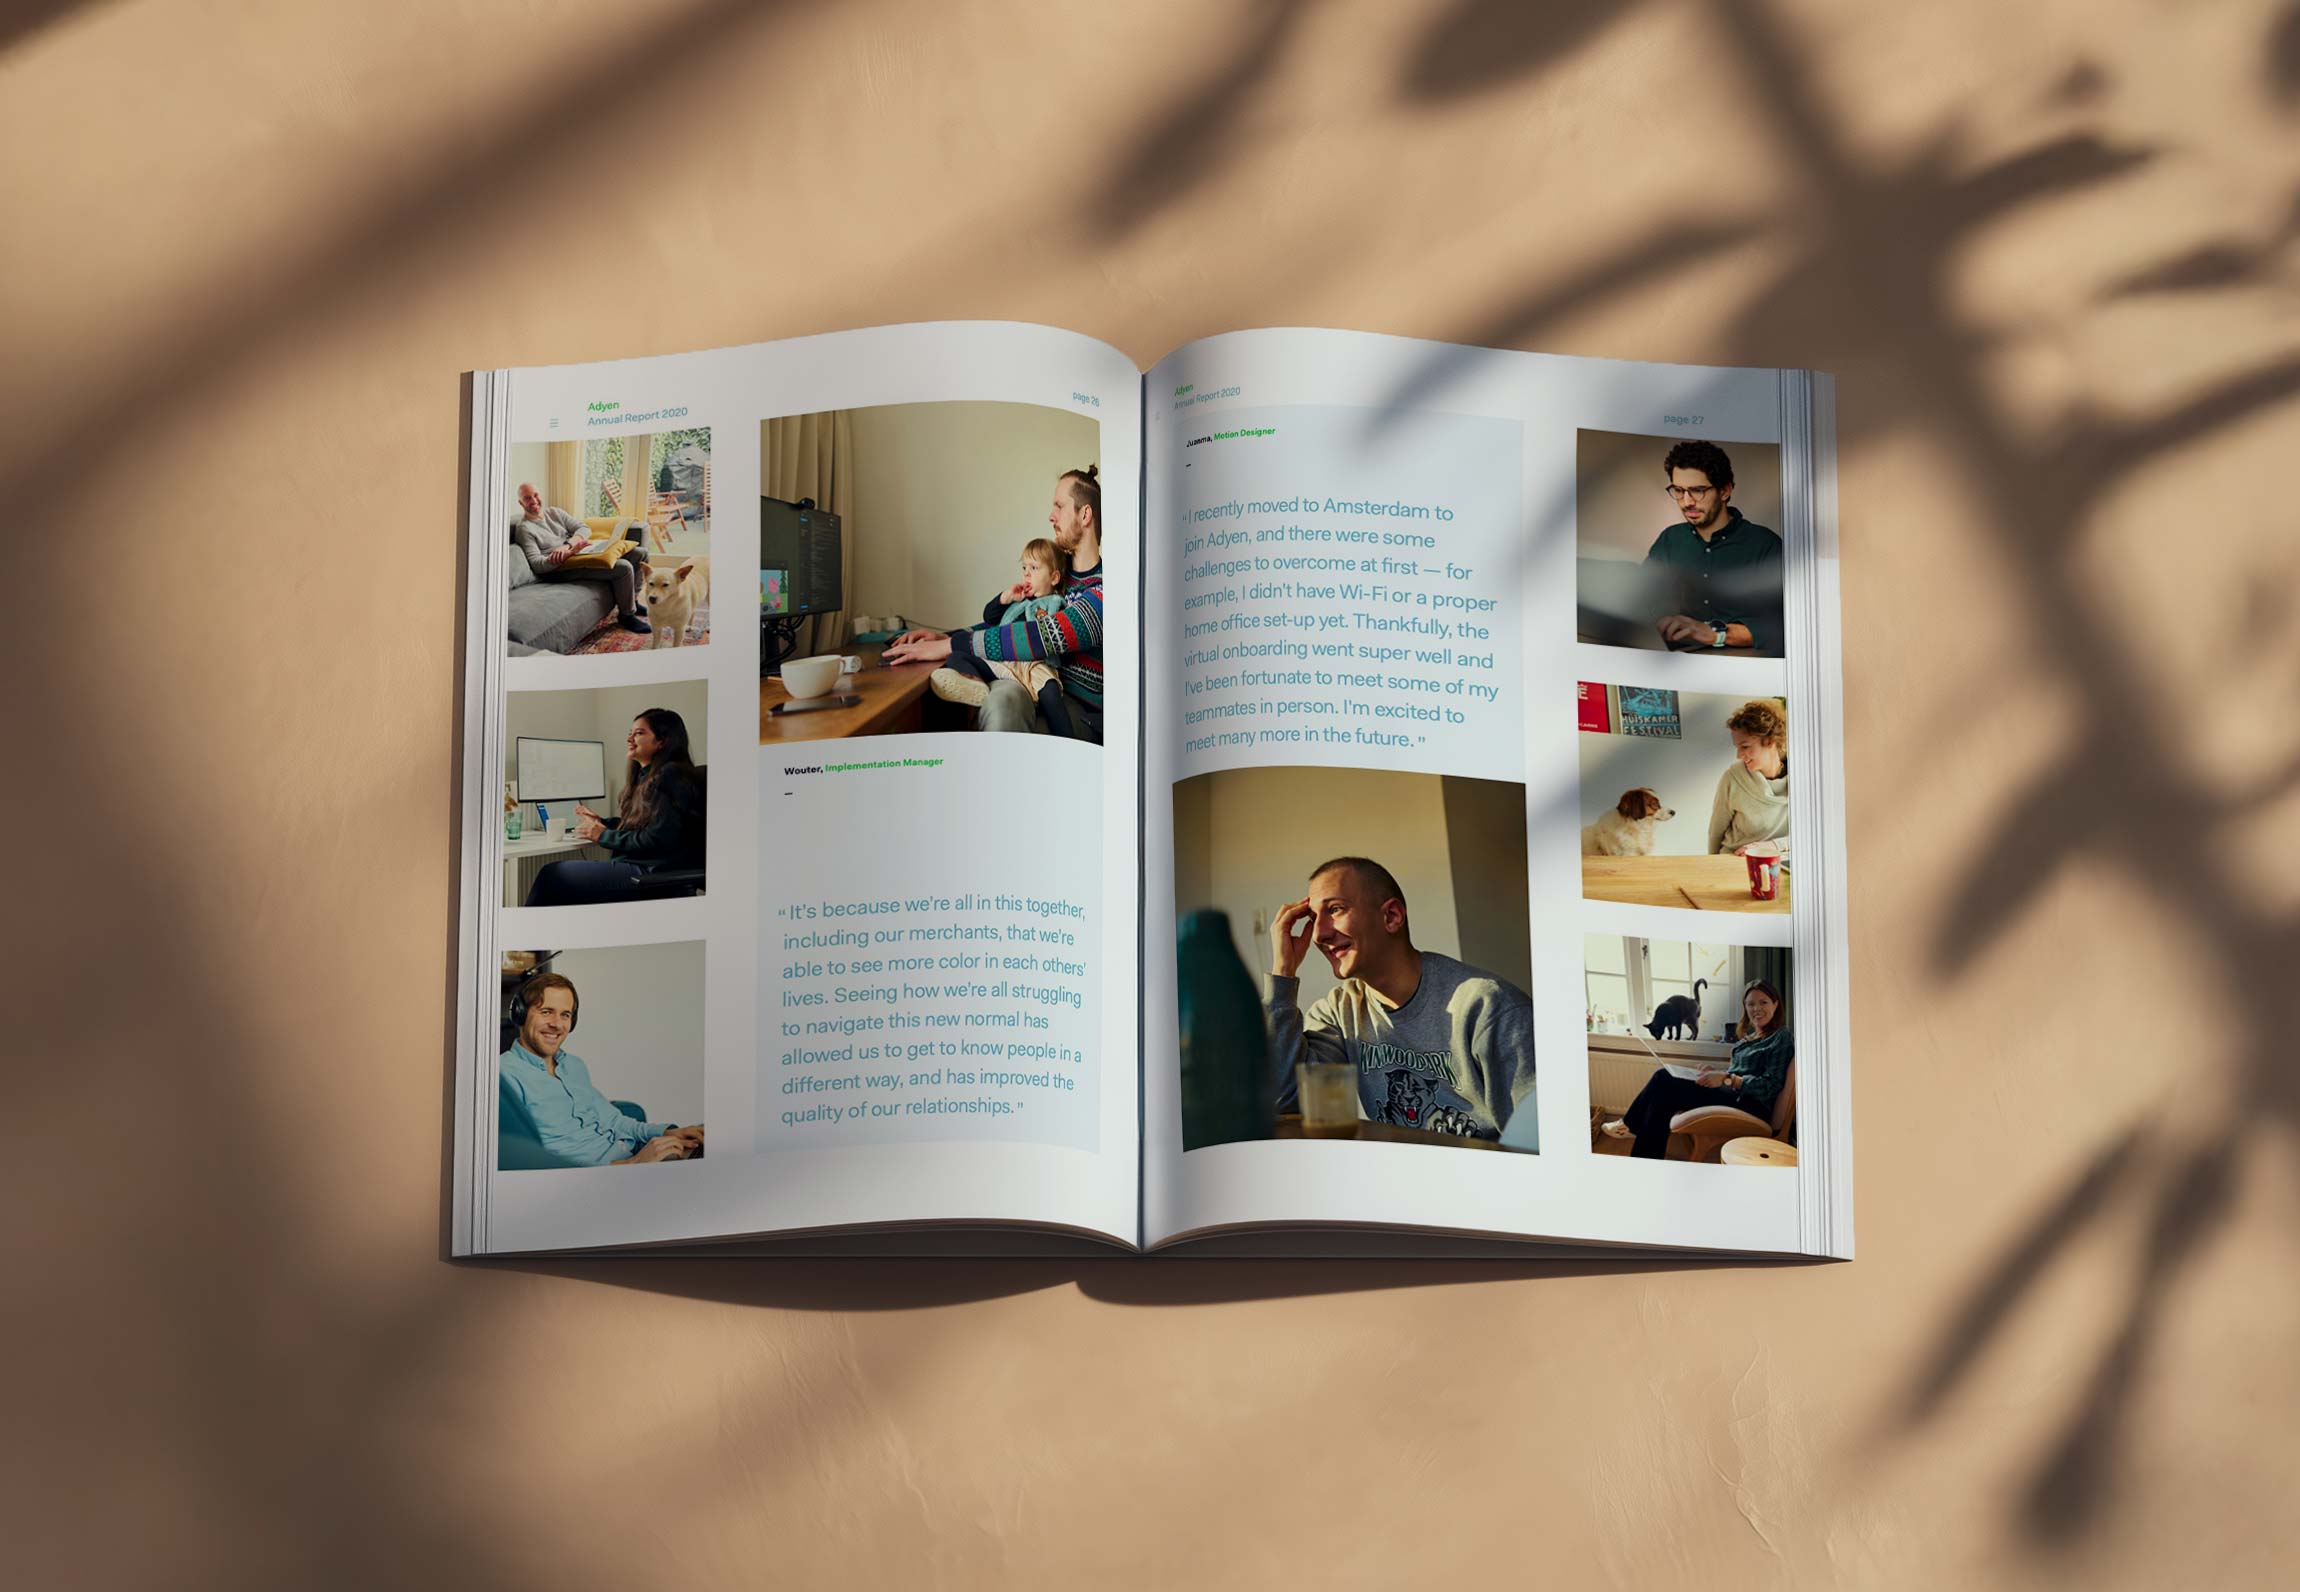 Adyen
Annual Report 2020
page 26
Wouter, Implementation Manager
—
“ It's because we're all in this together,
including our merchants, that we're
able to see more color in each others'
lives. Seeing how we're all struggling
to navigate this new normal has
allowed us to get to know people in a
different way, and has improved the
quality of our relationships. ”
Adyen
Annual Report 2020
page 27
Juanma, Motion Designer
—
“ I recently moved to Amsterdam to
join Adyen, and there were some
challenges to overcome at first — for
example, I didn't have Wi-Fi or a proper
home office set-up yet. Thankfully, the
virtual onboarding went super well and
I've been fortunate to meet some of my
teammates in person. I'm excited to
meet many more in the future. ”
HUISKAMER
FESTIVAL